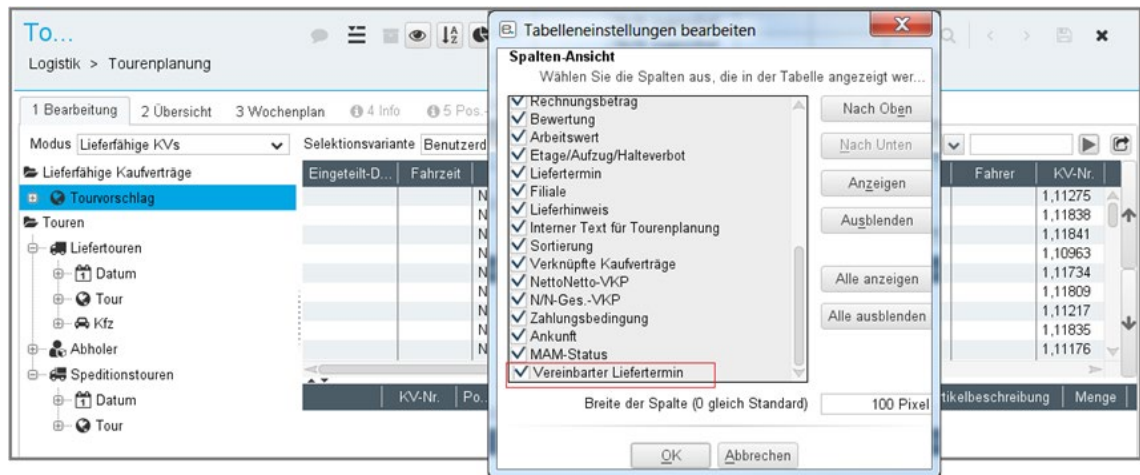 To...
Logistik > Tourenplanung
1 Bearbeitung 2 Übersicht 3 Wochenplan 4 Info 5 Pos.-
Modus Lieferfähige KVs Selektionsvariante Benutzerd
Lieferfähige Kaufverträge
Tourvorschlag
Touren
Liefertouren
Datum
Tour
Kfz
Abholer
Speditionstouren
Datum
Tour
Eingeteilt-D... Fahrzeit
N
N
N
N
N
N
N
N
N
KV-Nr. Po...
Tabelleneinstellungen bearbeiten
Spalten-Ansicht
Wählen Sie die Spalten aus, die in der Tabelle angezeigt wer...
Rechnungsbetrag
Bewertung
Arbeitswert
Etage/Aufzug/Halteverbot
Liefertermin
Filiale
Lieferhinweis
Interner Text für Tourenplanung
Sortierung
Verknüpfte Kaufverträge
NettoNetto-VKP
N/N-Ges.-VKP
Zahlungsbedingung
Ankunft
MAM-Status
Vereinbarter Liefertermin
Nach Oben
Nach Unten
Anzeigen
Ausblenden
Alle anzeigen
Alle ausblenden
Breite der Spalte (0 gleich Standard) 100 Pixel
OK Abbrechen
Fahrer KV-Nr.
1,11275
1,11838
1,11841
1,10963
1,11734
1,11809
1,11217
1,11835
1,11176
tikelbeschreibung Menge